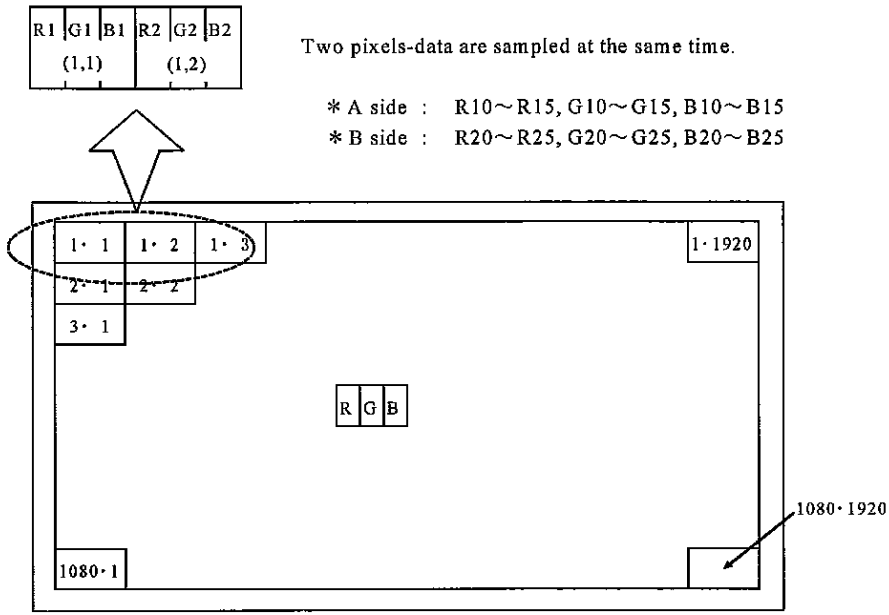 R1 G1 B1 R2 G2 B2
(1,1) (1,2)
Two pixels-data are sampled at the same time.
* A side : R10～R15, G10～G15, B10～B15
* B side : R20～R25, G20～G25, B20～B25
1・ 1 1・ 2 1・ 3 1・1920
2・ 1 2・ 2
3・ 1
R G B
1080・1920
1080・1